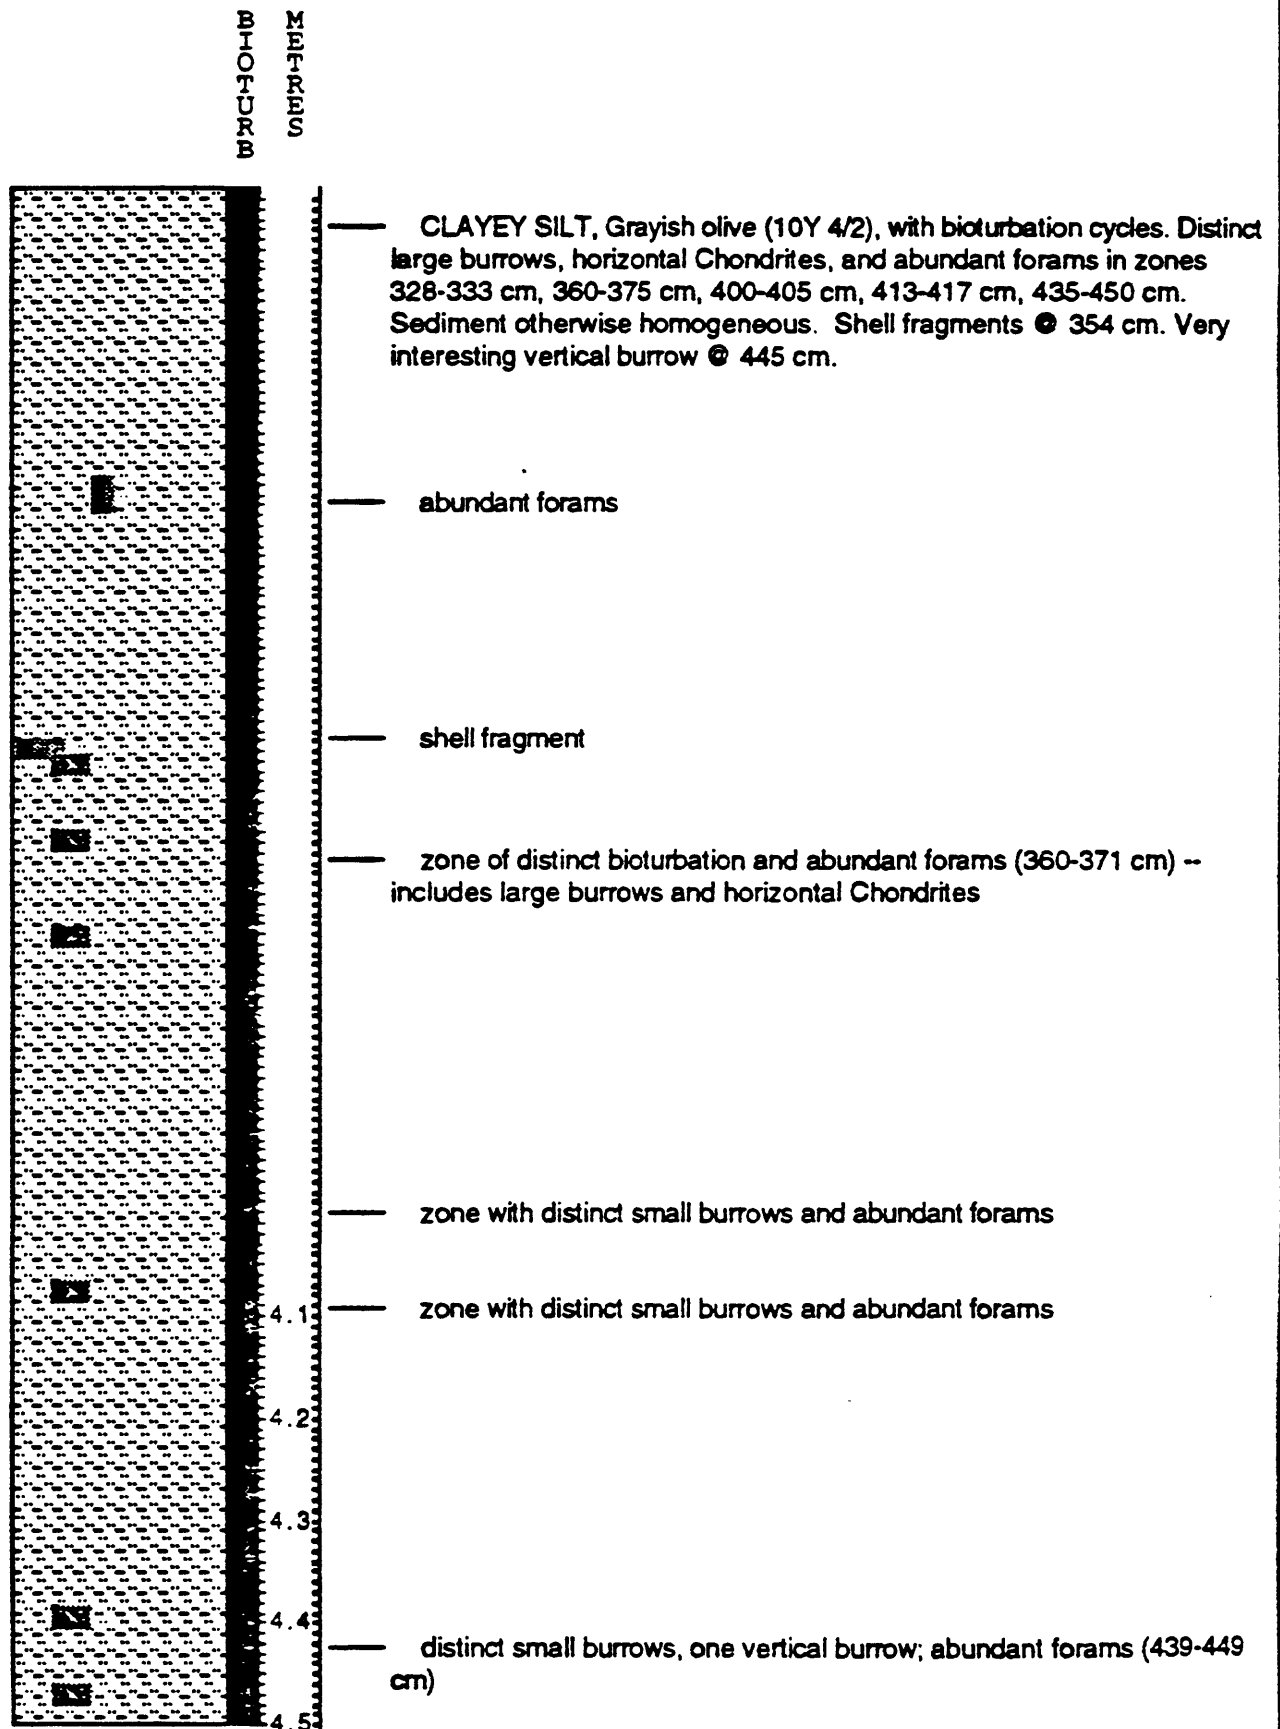 BIOTURB
METRES
CLAYEY SILT, Grayish olive (10Y 4/2), with bioturbation cycles. Distinct
large burrows, horizontal Chondrites, and abundant forams in zones
328-333 cm, 360-375 cm, 400-405 cm, 413-417 cm, 435-450 cm.
Sediment otherwise homogeneous. Shell fragments @ 354 cm. Very
interesting vertical burrow @ 445 cm.
abundant forams
shell fragment
zone of distinct bioturbation and abundant forams (360-371 cm) --
includes large burrows and horizontal Chondrites
zone with distinct small burrows and abundant forams
4.1
zone with distinct small burrows and abundant forams
4.2
4.3
4.4
distinct small burrows, one vertical burrow; abundant forams (439-449
cm)
4.5